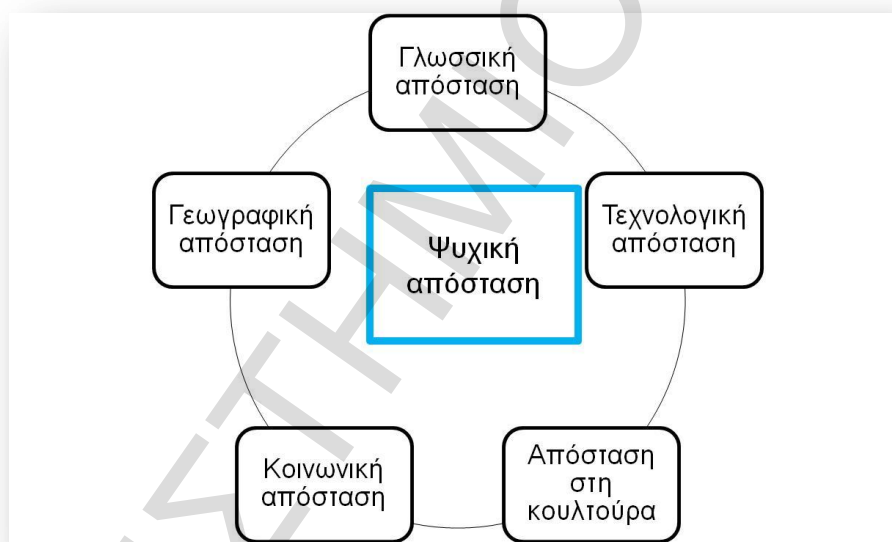 Γλωσσική
απόσταση
Γεωγραφική
απόσταση
Τεχνολογική
απόσταση
Ψυχική
απόσταση
Κοινωνική
απόσταση
Απόσταση
στη
κουλτούρα